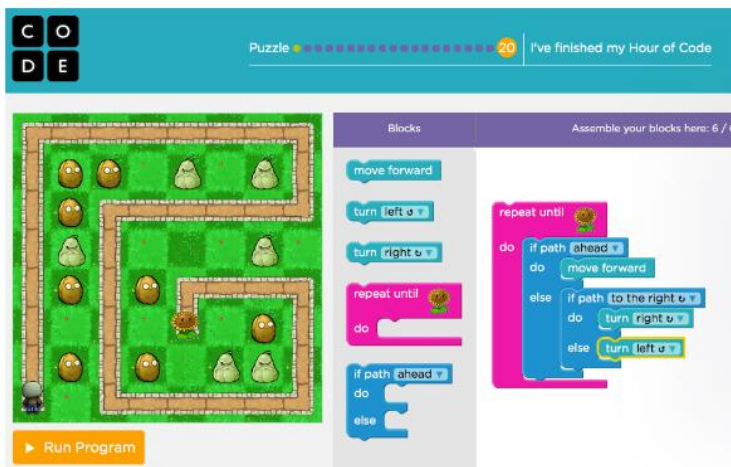 C O
D E
Puzzle
20
I've finished my Hour of Code
Blocks
Assemble your blocks here: 6 /
move forward
turn left ↺ ▼
turn right ↻ ▼
repeat until
do
if path ahead ▼
do
else
repeat until
do
if path ahead ▼
do
move forward
else
if path to the right ↻ ▼
do
turn right ↻ ▼
else
turn left ↺ ▼
Run Program